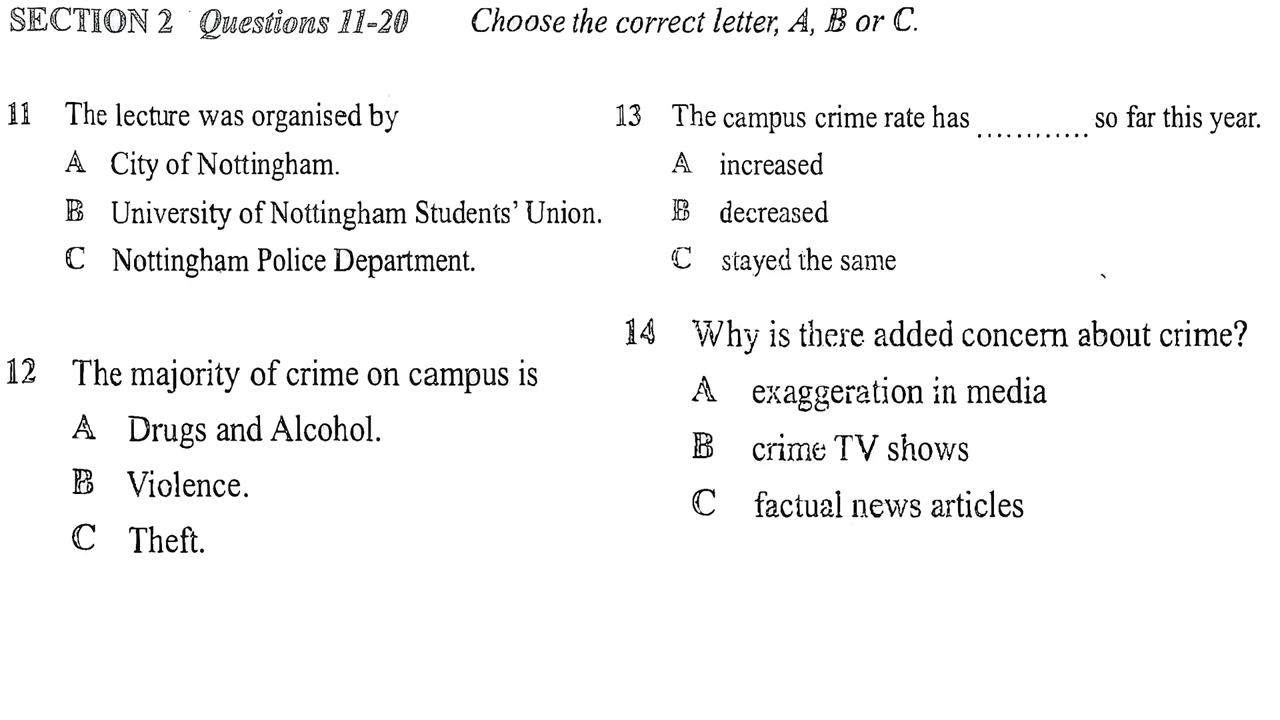 SECTION 2 Questions 11-20 Choose the correct letter, A, B or C.
11 The lecture was organised by
A City of Nottingham.
B University of Nottingham Students' Union.
C Nottingham Police Department.
12 The majority of crime on campus is
A Drugs and Alcohol.
B Violence.
C Theft.
13 The campus crime rate has ............ so far this year.
A increased
B decreased
C stayed the same
14 Why is there added concern about crime?
A exaggeration in media
B crime TV shows
C factual news articles